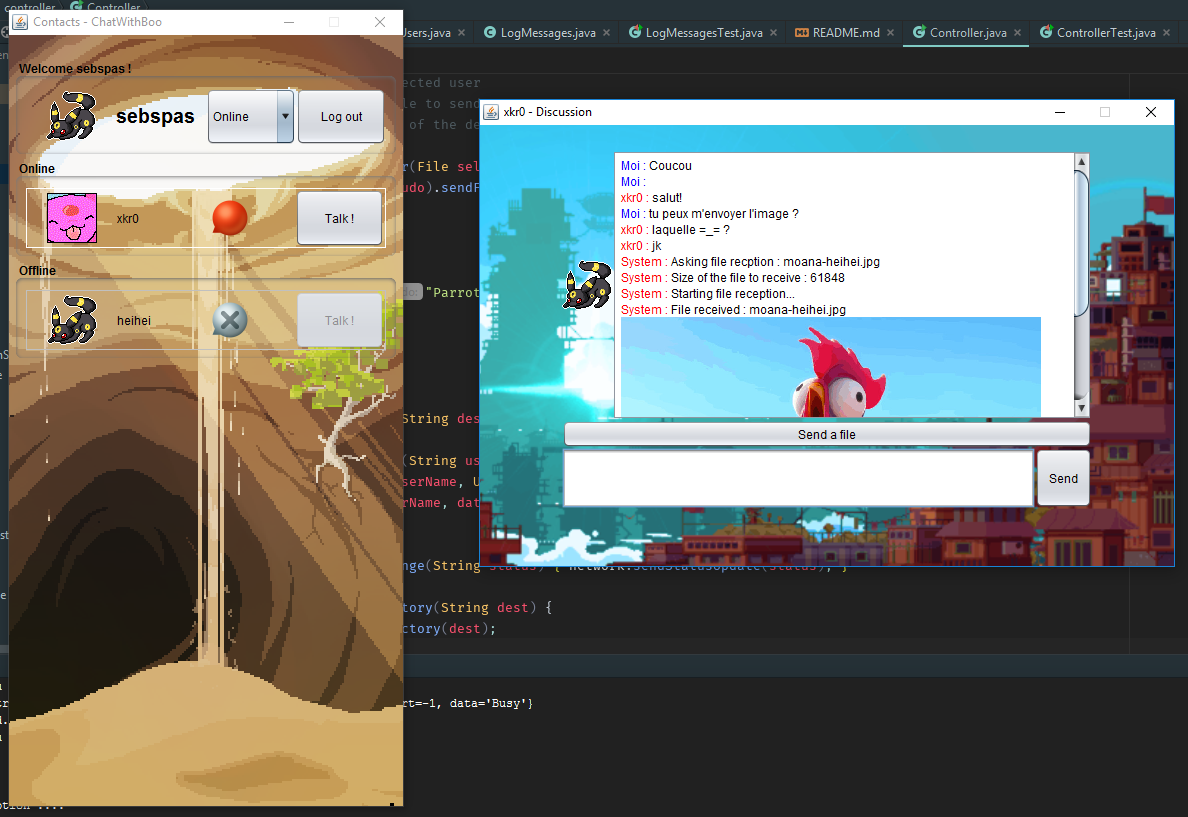 controller Controller
Contacts - ChatWithBoo
Users.java LogMessages.java LogMessagesTest.java README.md Controller.java ControllerTest.java
Welcome sebspas !
sebspas Online Log out
Online
xkr0 Talk !
Offline
heihei Talk !
ected user
le to send
of the de
r(File sel
udo).sendF
"Parrot
String des
(String us
serName, U
rName, dat
nge(String status) { network.sendStatusUpdate(status); }
tory(String dest) {
ctory(dest);
rt=-1, data='Busy'}
ption ....
xkr0 - Discussion
Moi : Coucou
Moi :
xkr0 : salut!
Moi : tu peux m'envoyer l'image ?
xkr0 : laquelle =_= ?
xkr0 : jk
System : Asking file recption : moana-heihei.jpg
System : Size of the file to receive : 61848
System : Starting file reception...
System : File received : moana-heihei.jpg
Send a file
Send